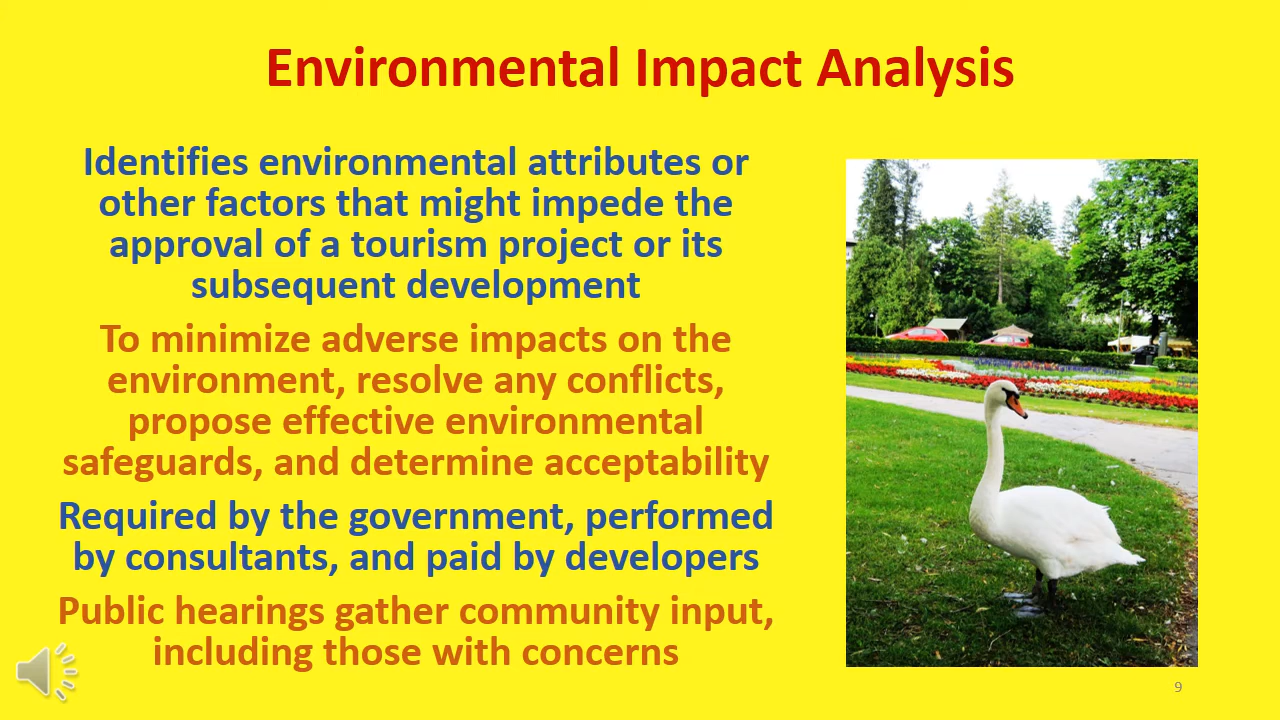 Environmental Impact Analysis
Identifies environmental attributes or
other factors that might impede the
approval of a tourism project or its
subsequent development
To minimize adverse impacts on the
environment, resolve any conflicts,
propose effective environmental
safeguards, and determine acceptability
Required by the government, performed
by consultants, and paid by developers
Public hearings gather community input,
including those with concerns
9